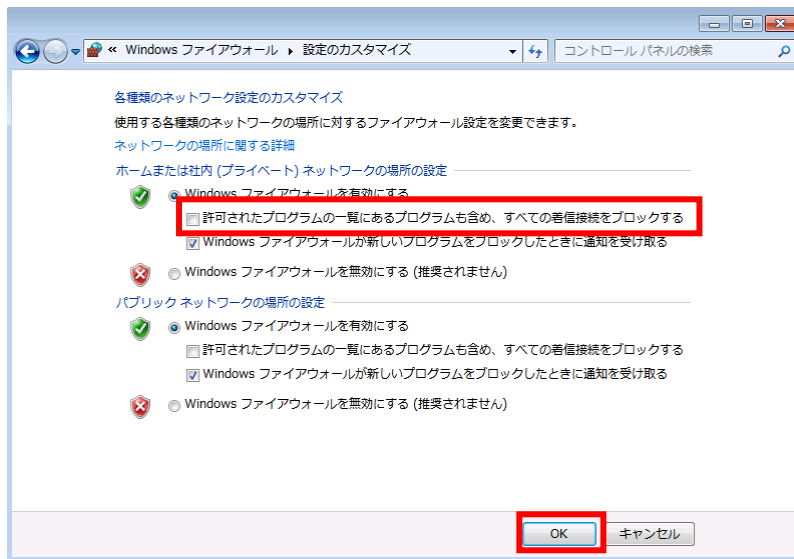 « Windows ファイアウォール ▸ 設定のカスタマイズ
コントロール パネルの検索
各種類のネットワーク設定のカスタマイズ
使用する各種類のネットワークの場所に対するファイアウォール設定を変更できます。
ネットワークの場所に関する詳細
ホームまたは社内 (プライベート) ネットワークの場所の設定
Windows ファイアウォールを有効にする
許可されたプログラムの一覧にあるプログラムも含め、すべての着信接続をブロックする
Windows ファイアウォールが新しいプログラムをブロックしたときに通知を受け取る
Windows ファイアウォールを無効にする (推奨されません)
パブリック ネットワークの場所の設定
Windows ファイアウォールを有効にする
許可されたプログラムの一覧にあるプログラムも含め、すべての着信接続をブロックする
Windows ファイアウォールが新しいプログラムをブロックしたときに通知を受け取る
Windows ファイアウォールを無効にする (推奨されません)
OK
キャンセル